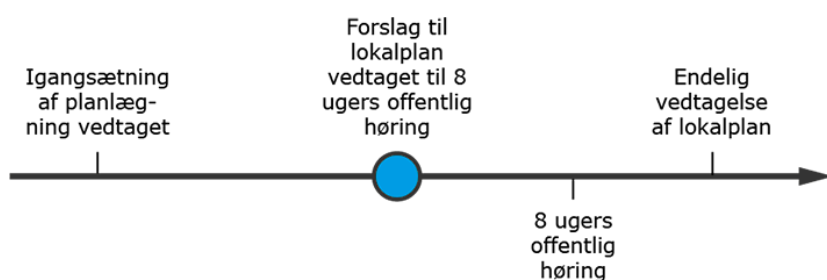 Igangsætning
af planlæg-
ning vedtaget
Forslag til
lokalplan
vedtaget til 8
ugers offentlig
høring
8 ugers
offentlig
høring
Endelig
vedtagelse
af lokalplan